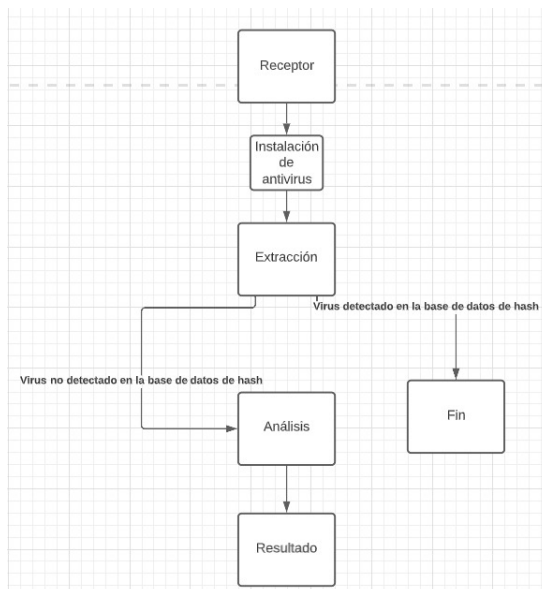 Receptor
Instalación
de
antivirus
Extracción
Virus detectado en la base de datos de hash
Virus no detectado en la base de datos de hash
Fin
Análisis
Resultado